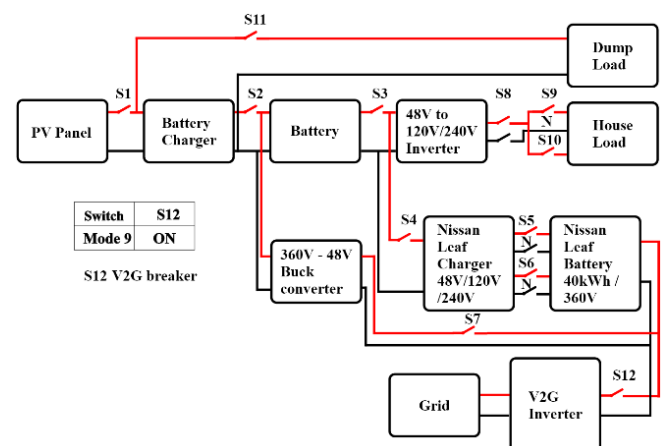 S11
Dump
Load
S1
S2
S3
S8
S9
PV Panel
Battery
Charger
Battery
48V to
120V/240V
Inverter
N
S10
House
Load
Switch S12
Mode 9 ON
S12 V2G breaker
360V - 48V
Buck
converter
S4
Nissan
Leaf
Charger
48V/120V
/240V
S5
N
S6
N
Nissan
Leaf
Battery
40kWh /
360V
S7
Grid
V2G
Inverter
S12